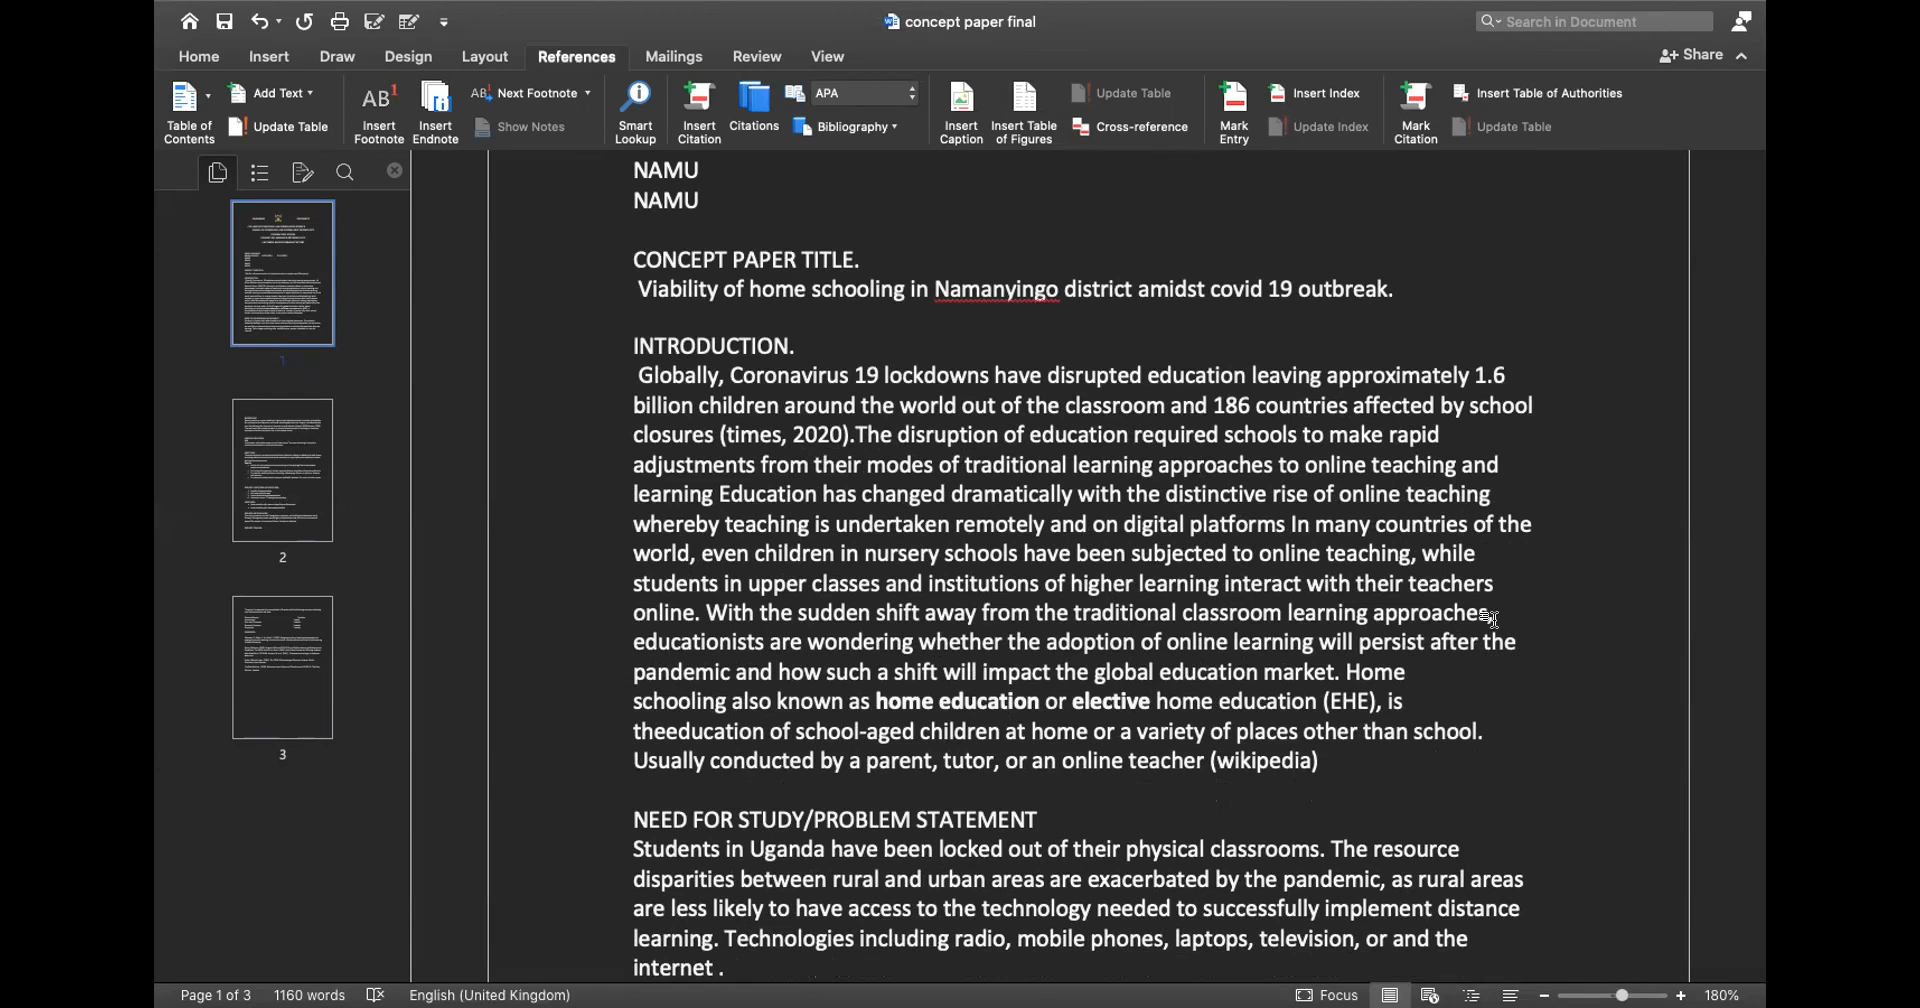 concept paper final
Search in Document
Home Insert Draw Design Layout References Mailings Review View
Share
Table of Contents
Add Text
Update Table
AB1 Insert Footnote
Insert Endnote
AB1 Next Footnote
Show Notes
Smart Lookup
Insert Citation
Citations
APA
Bibliography
Insert Caption
Insert Table of Figures
Update Table
Cross-reference
Mark Entry
Insert Index
Update Index
Mark Citation
Insert Table of Authorities
Update Table
1
2
3
NAMU
NAMU
CONCEPT PAPER TITLE.
Viability of home schooling in Namanyingo district amidst covid 19 outbreak.
INTRODUCTION.
Globally, Coronavirus 19 lockdowns have disrupted education leaving approximately 1.6
billion children around the world out of the classroom and 186 countries affected by school
closures (times, 2020).The disruption of education required schools to make rapid
adjustments from their modes of traditional learning approaches to online teaching and
learning Education has changed dramatically with the distinctive rise of online teaching
whereby teaching is undertaken remotely and on digital platforms In many countries of the
world, even children in nursery schools have been subjected to online teaching, while
students in upper classes and institutions of higher learning interact with their teachers
online. With the sudden shift away from the traditional classroom learning approaches,
educationists are wondering whether the adoption of online learning will persist after the
pandemic and how such a shift will impact the global education market. Home
schooling also known as home education or elective home education (EHE), is
theeducation of school-aged children at home or a variety of places other than school.
Usually conducted by a parent, tutor, or an online teacher (wikipedia)
NEED FOR STUDY/PROBLEM STATEMENT
Students in Uganda have been locked out of their physical classrooms. The resource
disparities between rural and urban areas are exacerbated by the pandemic, as rural areas
are less likely to have access to the technology needed to successfully implement distance
learning. Technologies including radio, mobile phones, laptops, television, or and the
internet .
Page 1 of 3 1160 words English (United Kingdom) Focus 180%